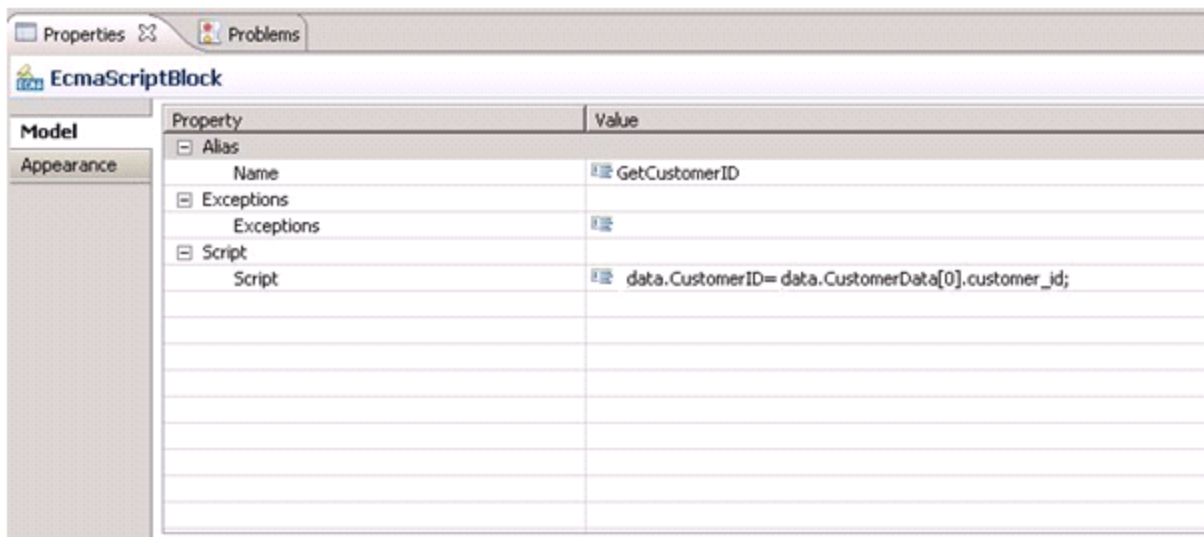 Properties Problems
ECMA EcmaScriptBlock
Model
Appearance
Property Value
Alias
Name GetCustomerID
Exceptions
Exceptions
Script
Script data.CustomerID= data.CustomerData[0].customer_id;